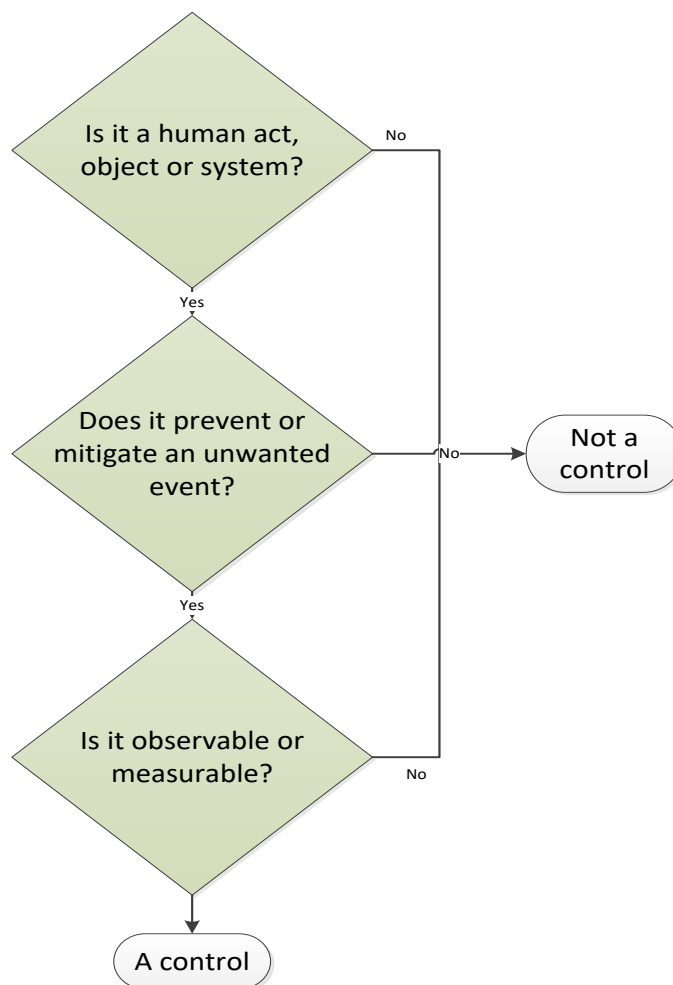 Is it a human act,
object or system?
No
Yes
Does it prevent or
mitigate an unwanted
event?
No
Not a
control
Yes
Is it observable or
measurable?
No
A control